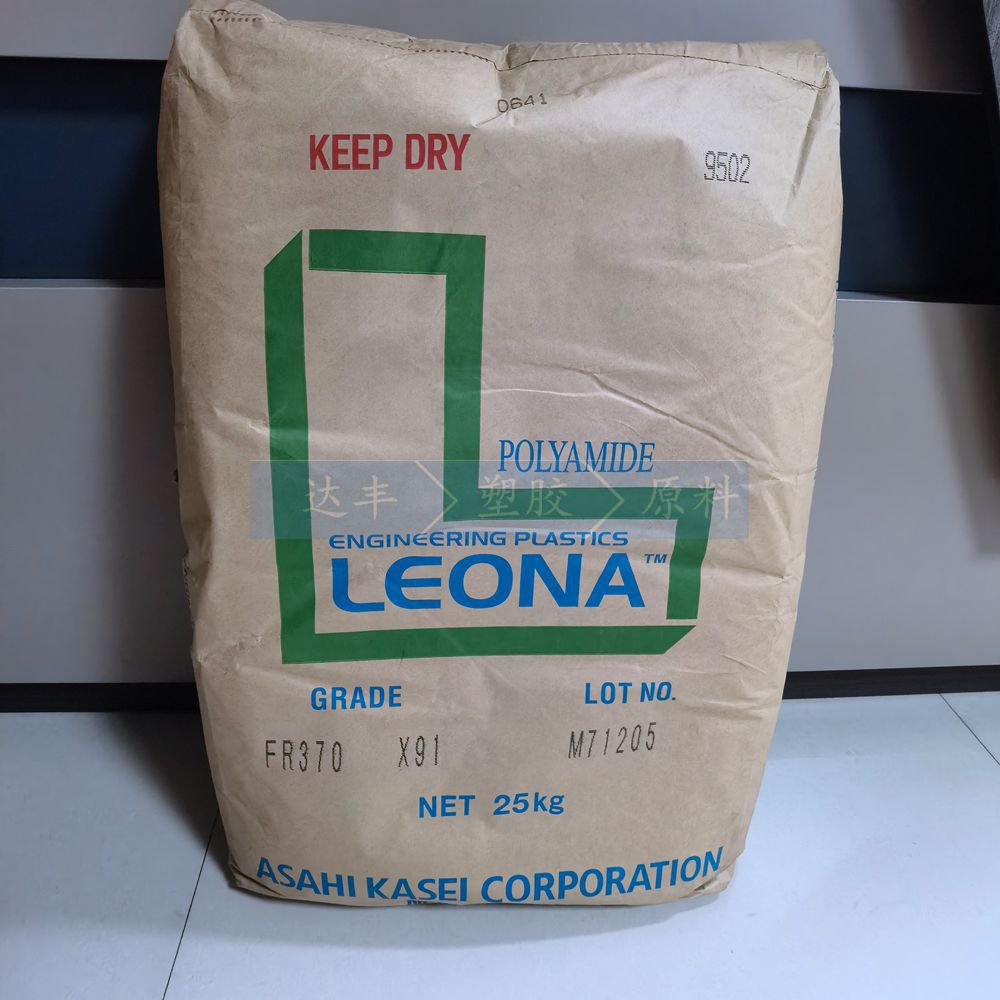 0641
KEEP DRY
9502
POLYAMIDE
达丰 塑胶 原料
ENGINEERING PLASTICS
LEONA™
GRADE LOT NO.
FR370 X91 M71205
NET 25kg
ASAHI KASEI CORPORATION